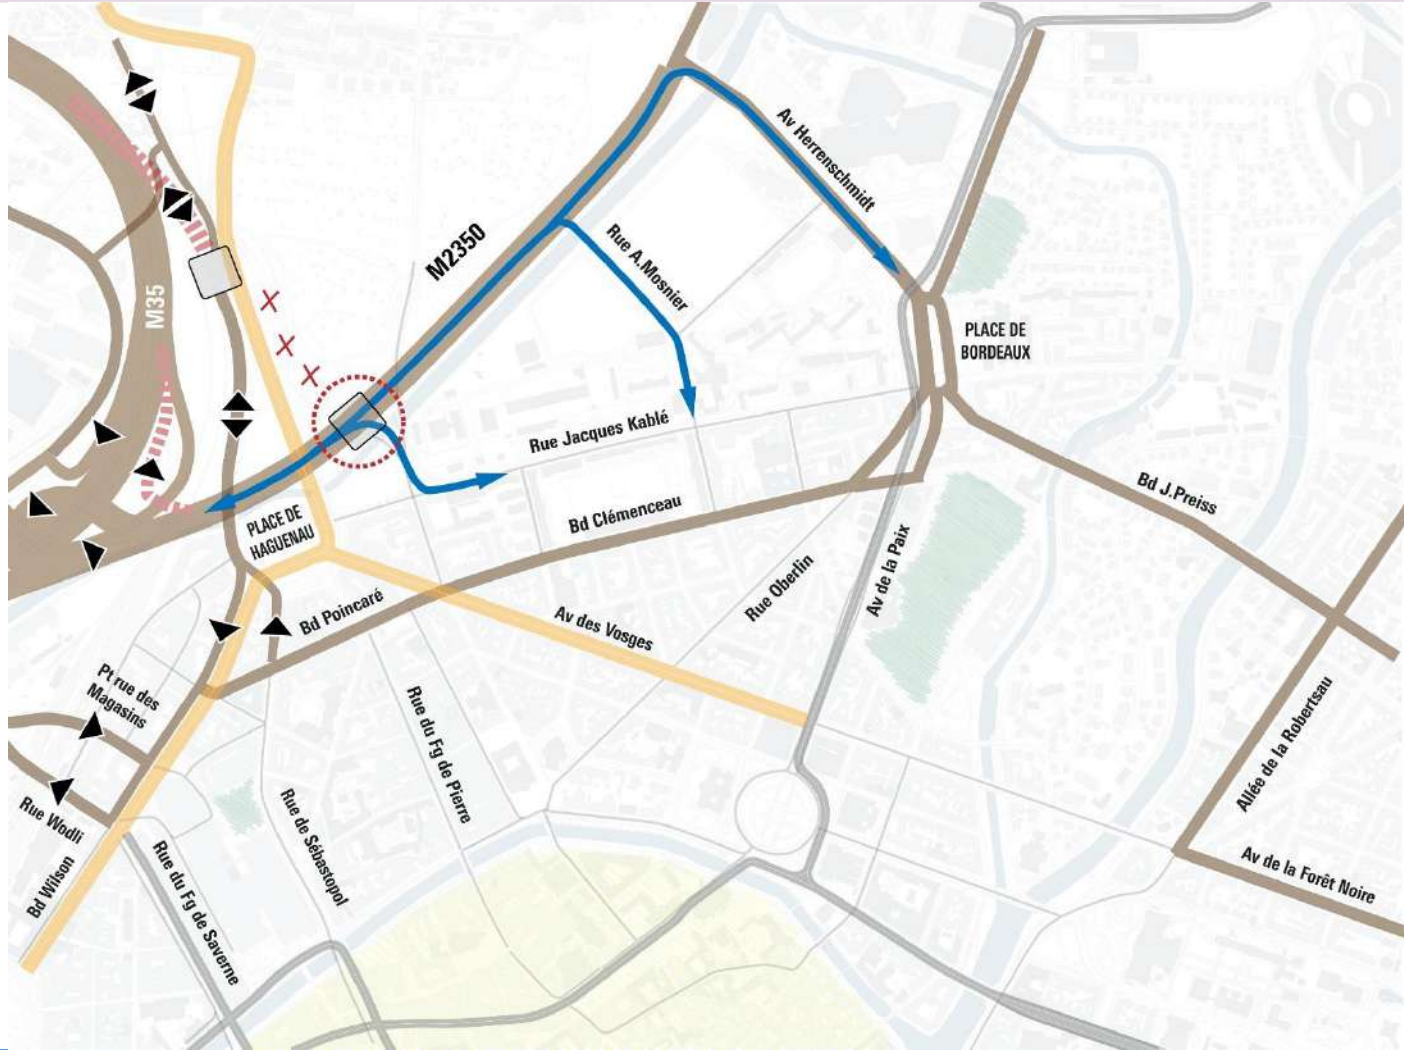 Av Herrenschmidt
M2350
Rue A.Mosnier
M35
PLACE DE
BORDEAUX
Rue Jacques Kablé
Bd J.Preiss
Bd Clémenceau
PLACE DE
HAGUENAU
Av de la Paix
Rue Oberlin
Bd Poincaré
Av des Vosges
Pt rue des
Magasins
Rue du Fg de Pierre
Allée de la Robertsau
Rue Wodli
Rue de Sébastopol
Bd Wilson
Rue du Fg de Saverne
Av de la Forêt Noire